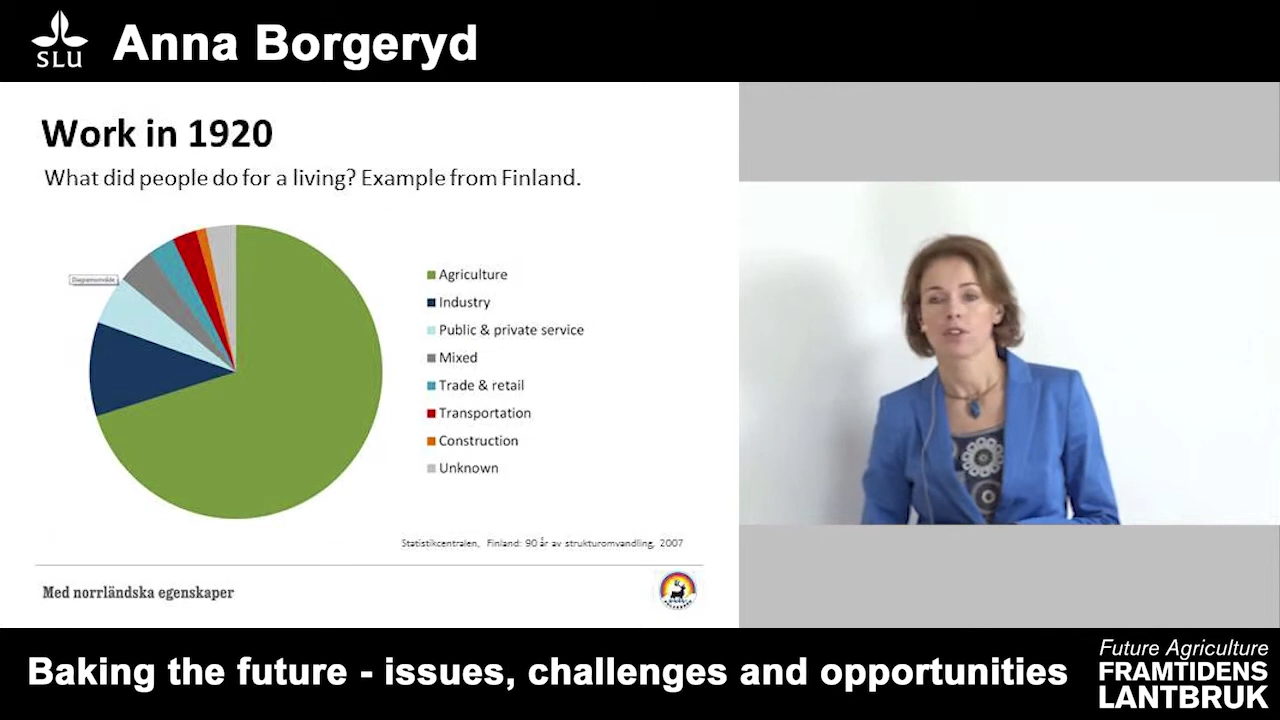 SLU
Anna Borgeryd
Work in 1920
What did people do for a living? Example from Finland.
Agriculture
Industry
Public & private service
Mixed
Trade & retail
Transportation
Construction
Unknown
Statistikcentralen, Finland: 90 år av strukturomvandling, 2007
Med norrländska egenskaper
Baking the future - issues, challenges and opportunities
Future Agriculture
FRAMTIDENS
LANTBRUK